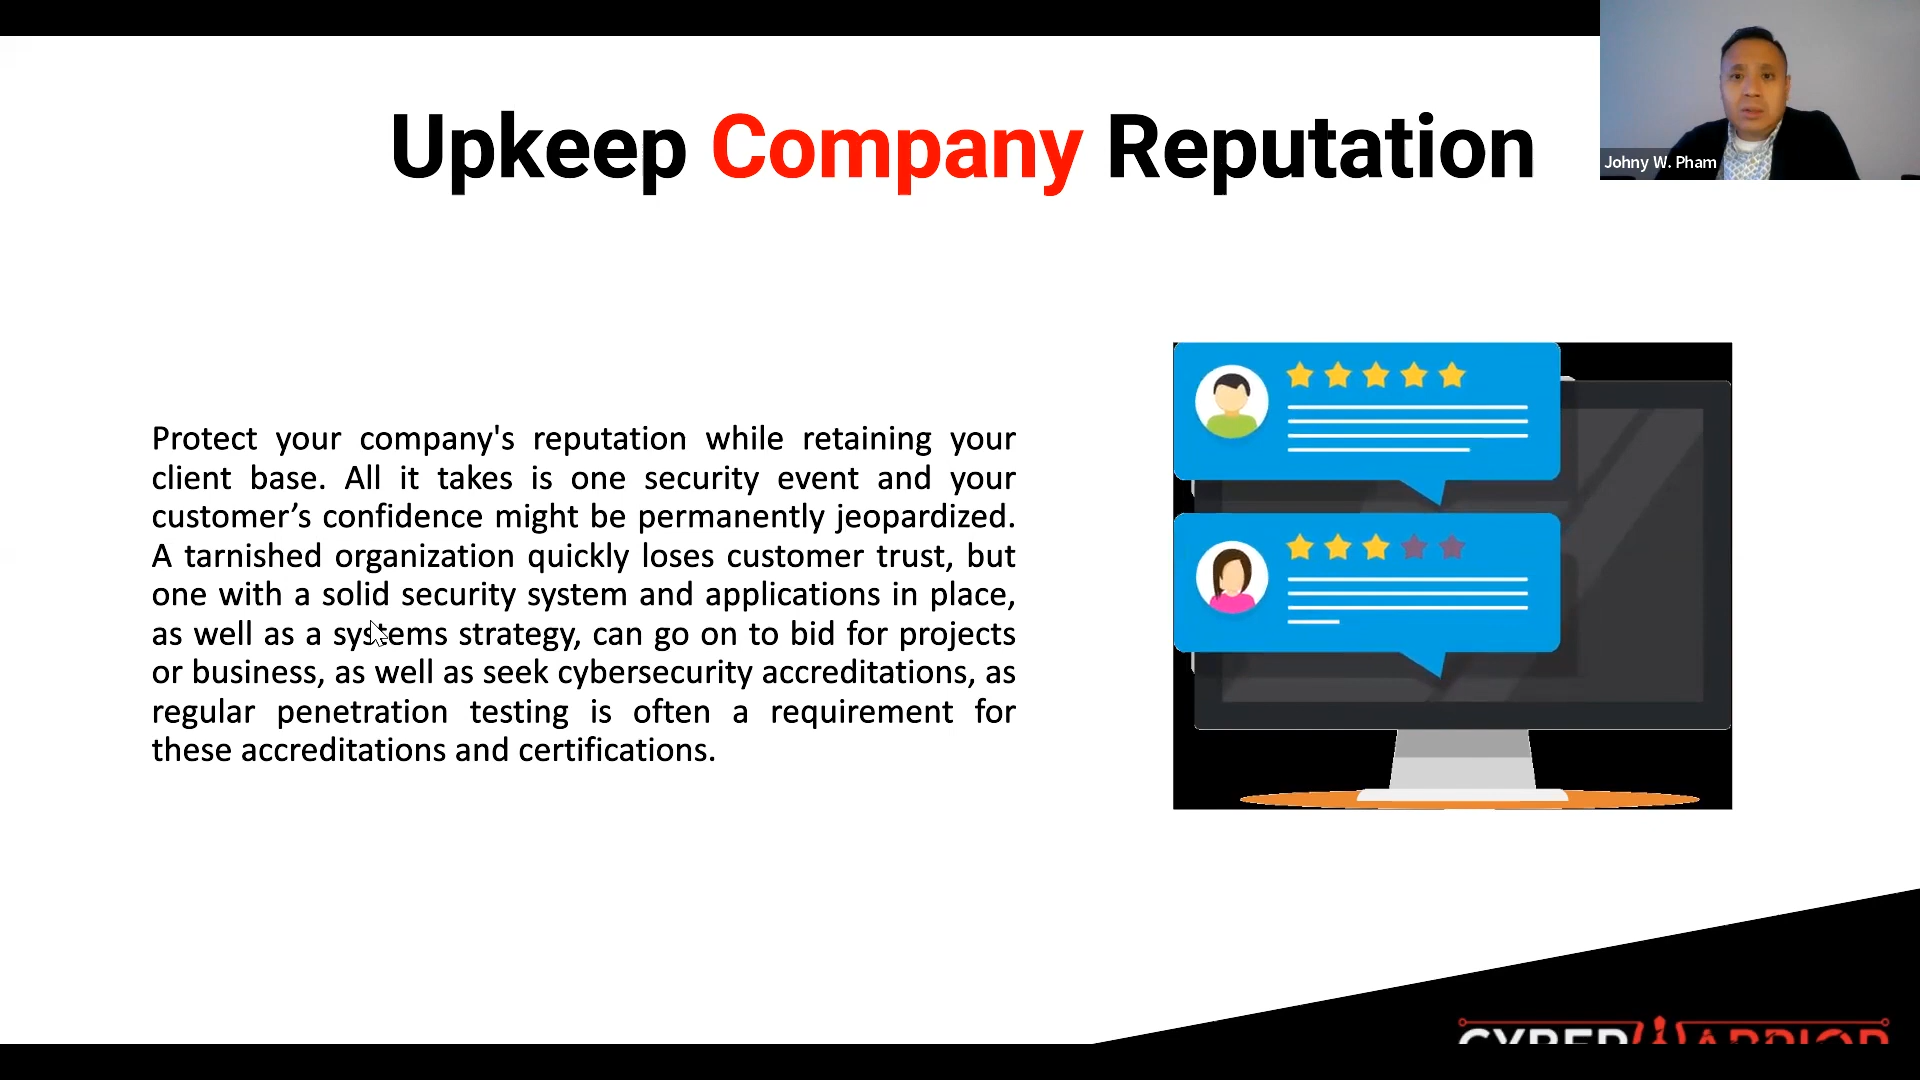 Upkeep Company Reputation
Johny W. Pham
Protect your company's reputation while retaining your
client base. All it takes is one security event and your
customer’s confidence might be permanently jeopardized.
A tarnished organization quickly loses customer trust, but
one with a solid security system and applications in place,
as well as a systems strategy, can go on to bid for projects
or business, as well as seek cybersecurity accreditations, as
regular penetration testing is often a requirement for
these accreditations and certifications.
CYBERWARRIOR